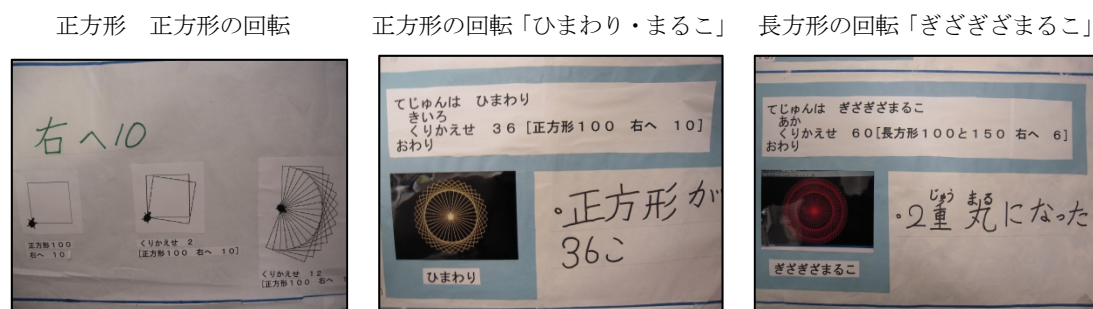 正方形　正方形の回転
正方形の回転「ひまわり・まるこ」
長方形の回転「ぎざぎざまるこ」
右へ10
正方形100
右へ 10
くりかえせ 2
[正方形100 右へ 10]
くりかえせ 12
[正方形100 右へ
てじゅんは ひまわり
きいろ
くりかえせ 36 [正方形100 右へ 10]
おわり
ひまわり
・正方形が
36こ
てじゅんは ぎざぎざまるこ
あか
くりかえせ 60[長方形100と150 右へ 6]
おわり
ぎざぎざまるこ
じゅう まる
・2重丸になった